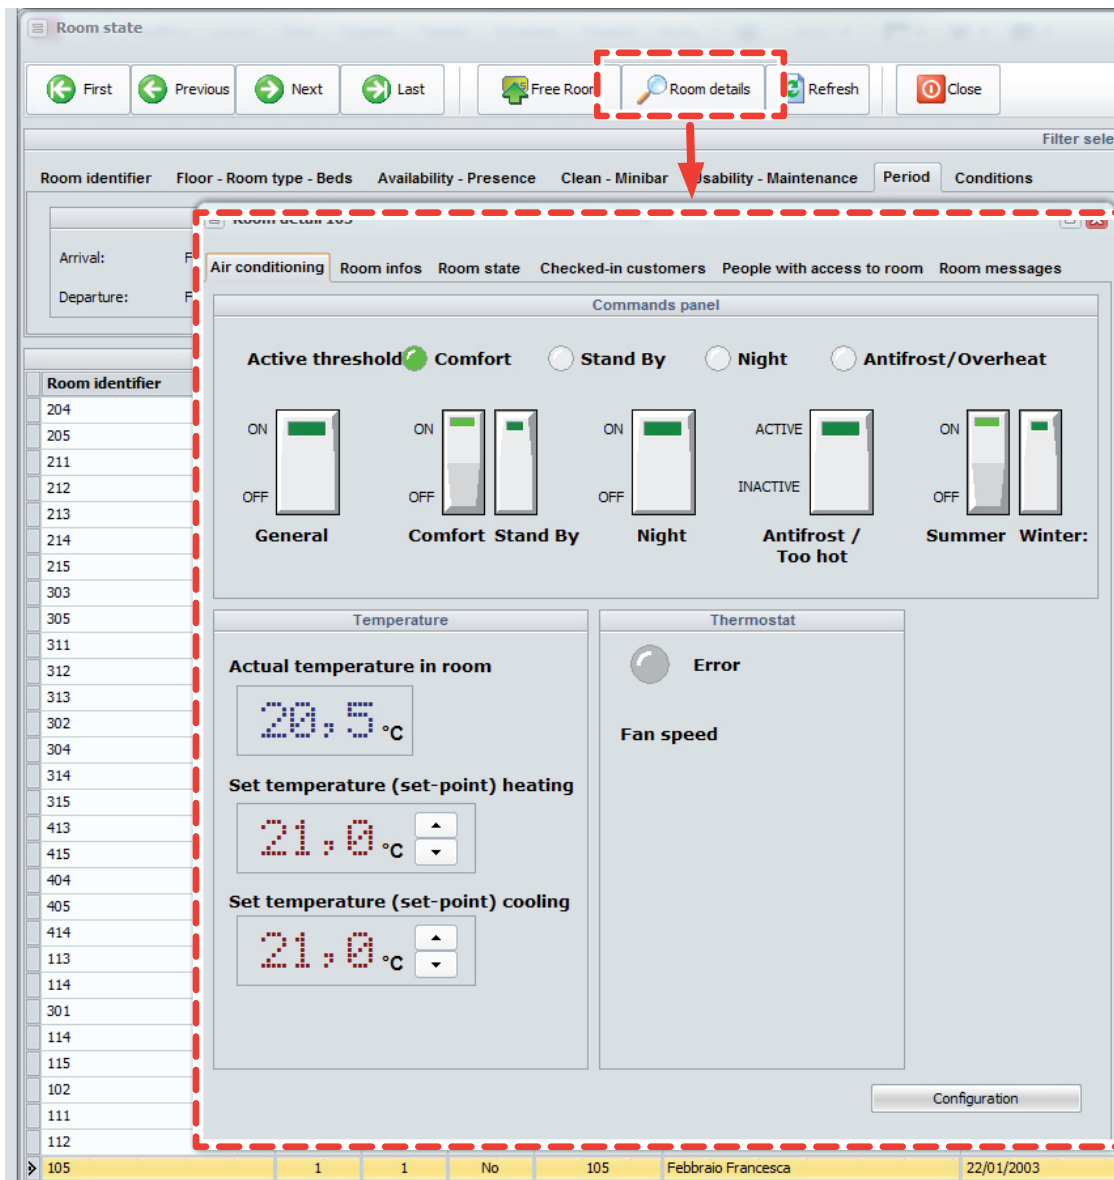 Room state
First Previous Next Last Free Room Room details Refresh Close
Filter sele
Room identifier Floor - Room type - Beds Availability - Presence Clean - Minibar Usability - Maintenance Period Conditions
Room detail 105
Arrival: F
Departure: F
Air conditioning Room infos Room state Checked-in customers People with access to room Room messages
Commands panel
Active threshold Comfort Stand By Night Antifrost/Overheat
ON ON ON ACTIVE ON
OFF OFF OFF INACTIVE OFF
General Comfort Stand By Night Antifrost / Summer Winter:
Too hot
Temperature
Actual temperature in room
20,5 °C
Set temperature (set-point) heating
21,0 °C
Set temperature (set-point) cooling
21,0 °C
Thermostat
Error
Fan speed
Configuration
Room identifier
204
205
211
212
213
214
215
303
305
311
312
313
302
304
314
315
413
415
404
405
414
113
114
301
114
115
102
111
112
105 1 1 No 105 Febbraio Francesca 22/01/2003